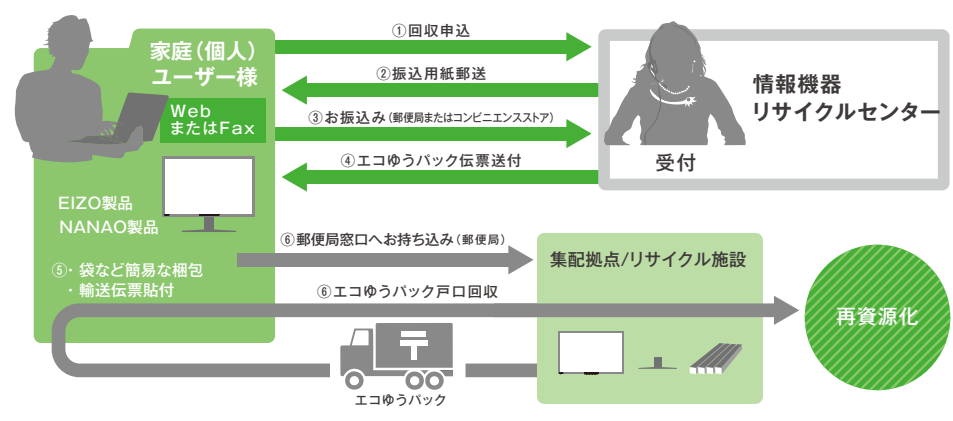 家庭（個人）
ユーザー様
Web
またはFax
EIZO製品
NANAO製品
⑤・袋など簡易な梱包
・輸送伝票貼付
①回収申込
②振込用紙郵送
③お振込み（郵便局またはコンビニエンスストア）
④エコゆうパック伝票送付
情報機器
リサイクルセンター
受付
⑥郵便局窓口へお持ち込み（郵便局）
⑥エコゆうパック戸口回収
集配拠点/リサイクル施設
再資源化
〒
エコゆうパック